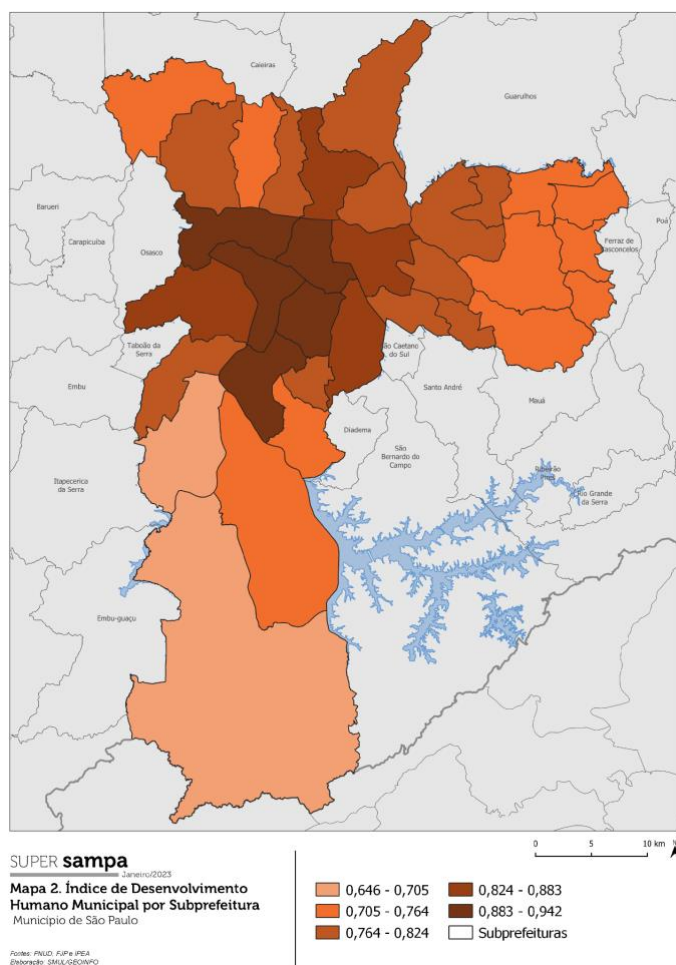 Caieiras
Guarulhos
Barueri
Carapicuíba
Osasco
Poá
Ferraz de
Vasconcelos
Taboão da
Serra
São Caetano
do Sul
Embu
Santo André
Mauá
Diadema
São
Bernardo do
Campo
Itapecerica
da Serra
Ribeirão
Pires
Rio Grande
da Serra
Embu-guaçu
0 5 10 km
SUPER sampa
Janeiro/2023
Mapa 2. Índice de Desenvolvimento
Humano Municipal por Subprefeitura
Município de São Paulo
Fontes: PNUD, FJP e IPEA
Elaboração: SMUL/GEOINFO
0,646 - 0,705
0,705 - 0,764
0,764 - 0,824
0,824 - 0,883
0,883 - 0,942
Subprefeituras